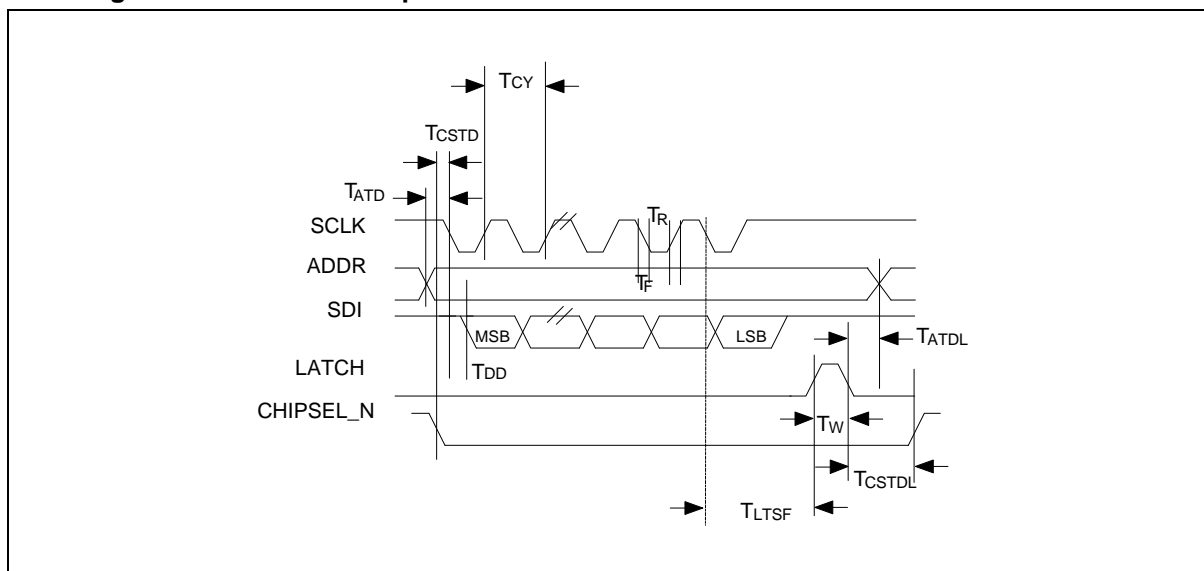 TCY
TCSTD
TATD
SCLK
TR
ADDR
TF
SDI
MSB
LSB
TATDL
LATCH
TDD
CHIPSEL_N
TW
TCSTDL
TLTSF